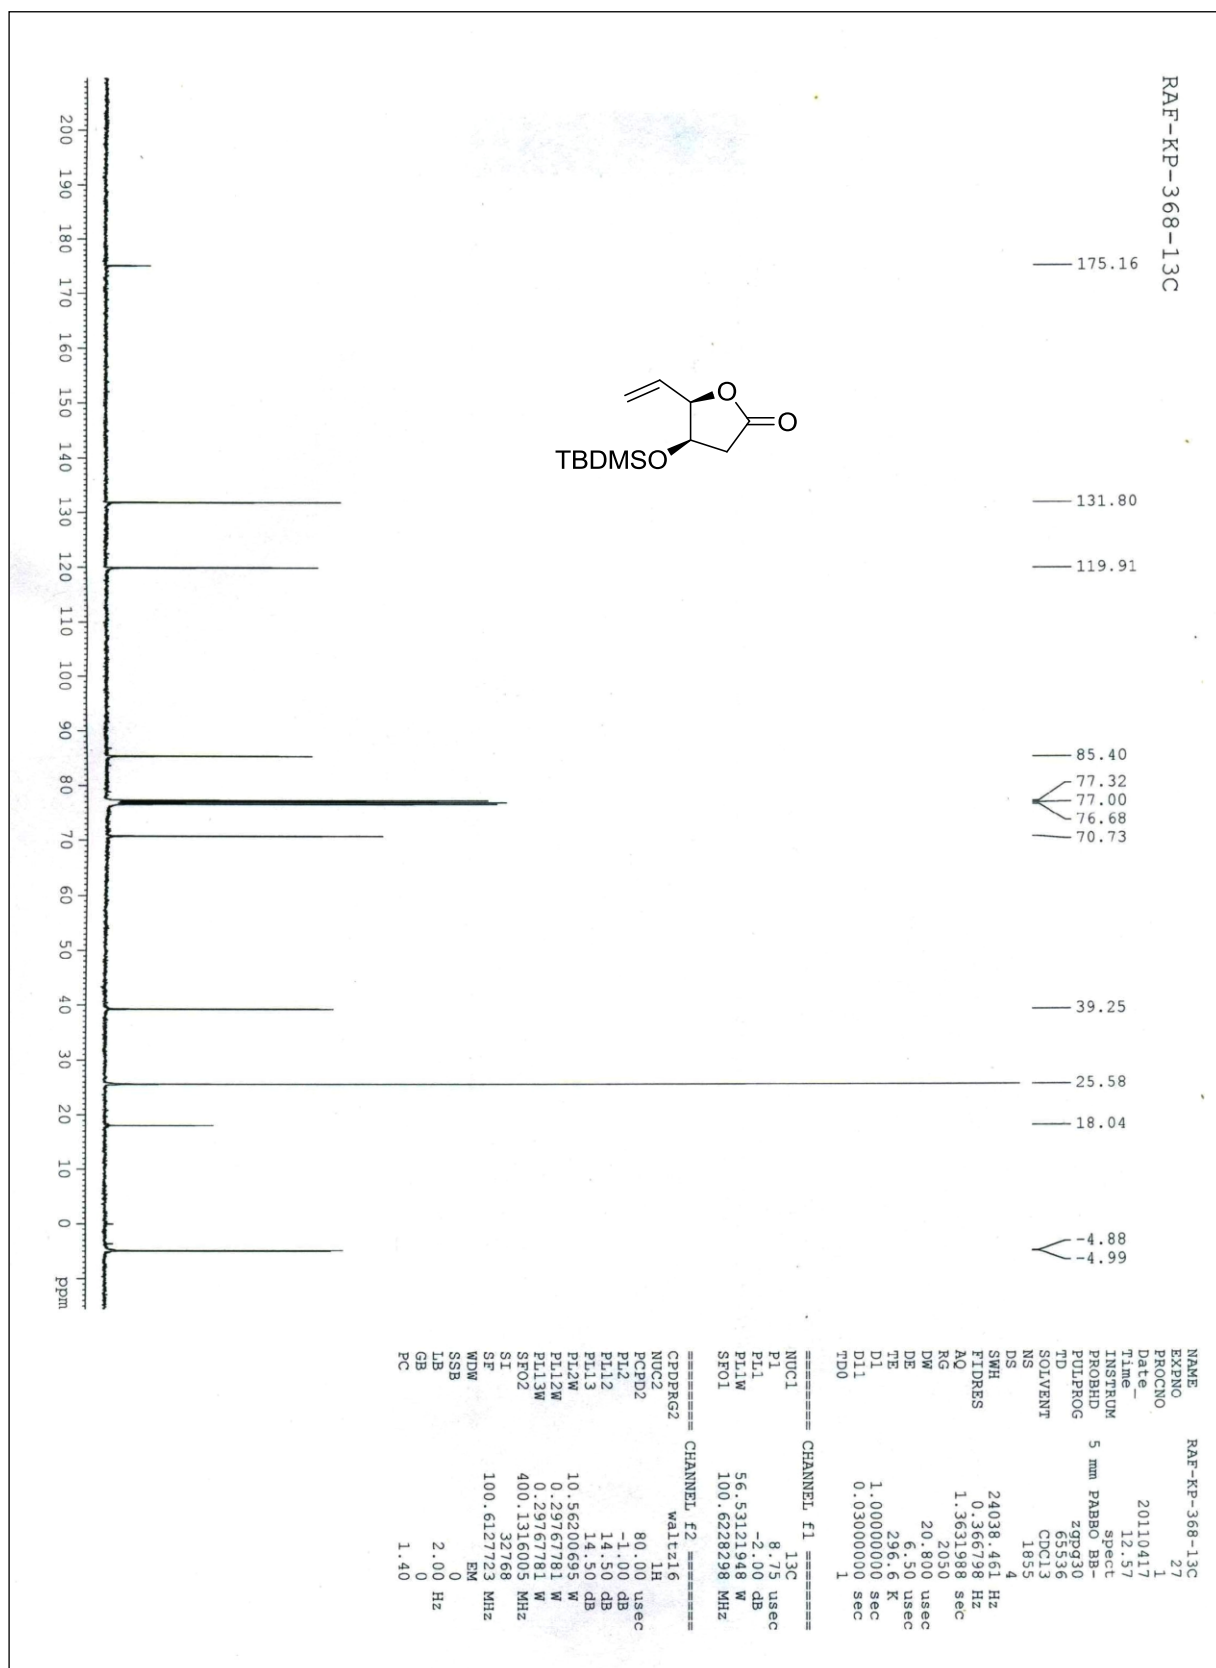 RAF-KP-368-13C
175.16
131.80
119.91
85.40
77.32
77.00
76.68
70.73
39.25
25.58
18.04
-4.88
-4.99
O
O
TBDMSO
200 190 180 170 160 150 140 130 120 110 100 90 80 70 60 50 40 30 20 10 0 ppm
NAME RAF-KP-368-13C
EXPNO 27
PROCNO 1
Date_ 20110417
Time 12.57
INSTRUM spect
PROBHD 5 mm PABBO BB-
PULPROG zgpg30
TD 65536
SOLVENT CDCl3
NS 1855
DS 4
SWH 24038.461 Hz
FIDRES 0.366798 Hz
AQ 1.3631988 sec
RG 2050
DW 20.800 usec
DE 6.50 usec
TE 296.6 K
D1 1.00000000 sec
D11 0.03000000 sec
TD0 1
======== CHANNEL f1 ========
NUC1 13C
P1 8.75 usec
PL1 -2.00 dB
PL1W 56.53121948 W
SFO1 100.6228298 MHz
======== CHANNEL f2 ========
CPDPRG2 waltz16
NUC2 1H
PCPD2 80.00 usec
PL2 -1.00 dB
PL12 14.50 dB
PL13 14.50 dB
PL2W 10.56200695 W
PL12W 0.29767781 W
PL13W 0.29767781 W
SFO2 400.1316005 MHz
SI 32768
SF 100.6127723 MHz
WDW EM
SSB 0
LB 2.00 Hz
GB 0
PC 1.40